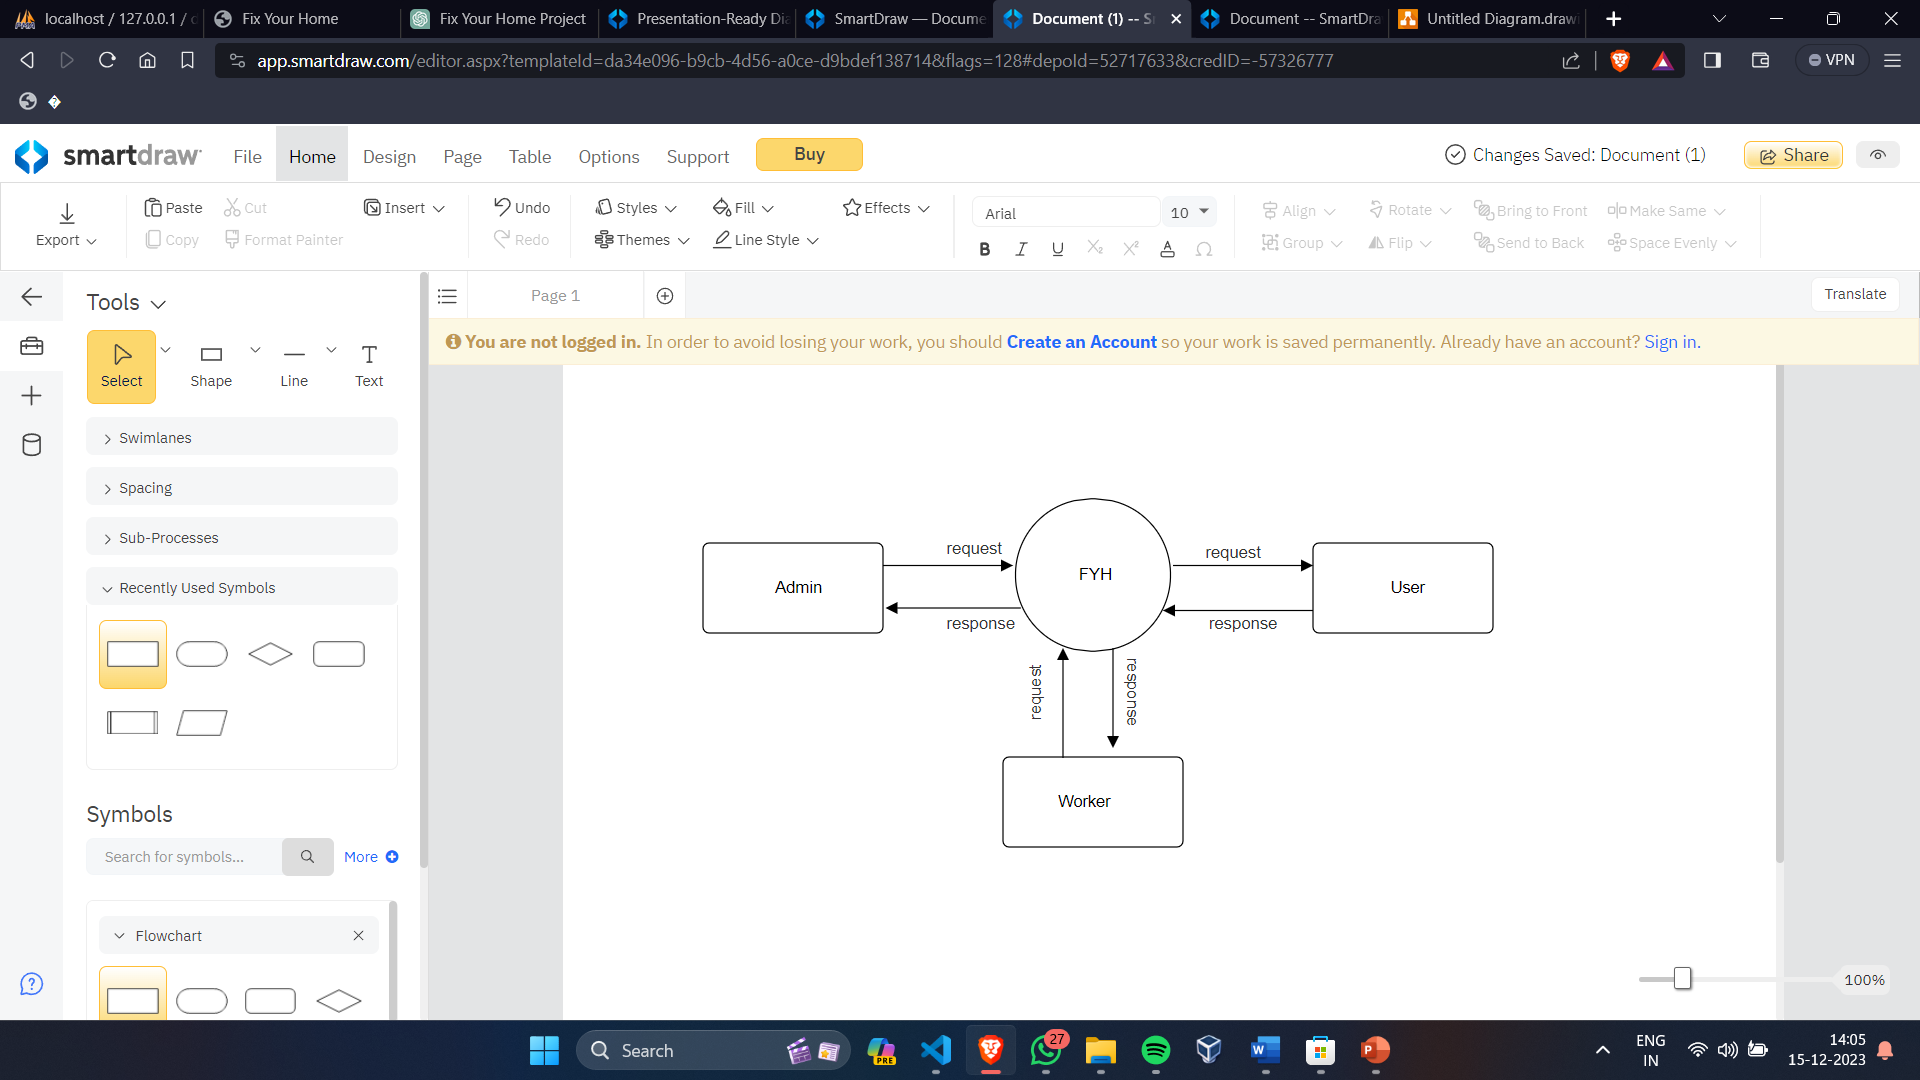 localhost / 127.0.0.1 / d
Fix Your Home
Fix Your Home Project
Presentation-Ready Dia
SmartDraw — Docume
Document (1) -- S
Document -- SmartDra
Untitled Diagram.drawi
app.smartdraw.com/editor.aspx?templateId=da34e096-b9cb-4d56-a0ce-d9bdef138714&flags=128#depoId=52717633&credID=-57326777
VPN
smartdraw
File
Home
Design
Page
Table
Options
Support
Buy
Changes Saved: Document (1)
Share
Export
Paste
Cut
Copy
Format Painter
Insert
Undo
Redo
Styles
Fill
Effects
Themes
Line Style
Arial
10
B I U X₂ X² A Ω
Align
Rotate
Bring to Front
Make Same
Group
Flip
Send to Back
Space Evenly
Tools
Page 1
Translate
You are not logged in. In order to avoid losing your work, you should Create an Account so your work is saved permanently. Already have an account? Sign in.
Select
Shape
Line
T
Text
Swimlanes
Spacing
Sub-Processes
Recently Used Symbols
Symbols
Search for symbols...
More
Flowchart
Admin
request
response
FYH
request
response
User
request
response
Worker
100%
Search
PRE
27
ENG
IN
14:05
15-12-2023